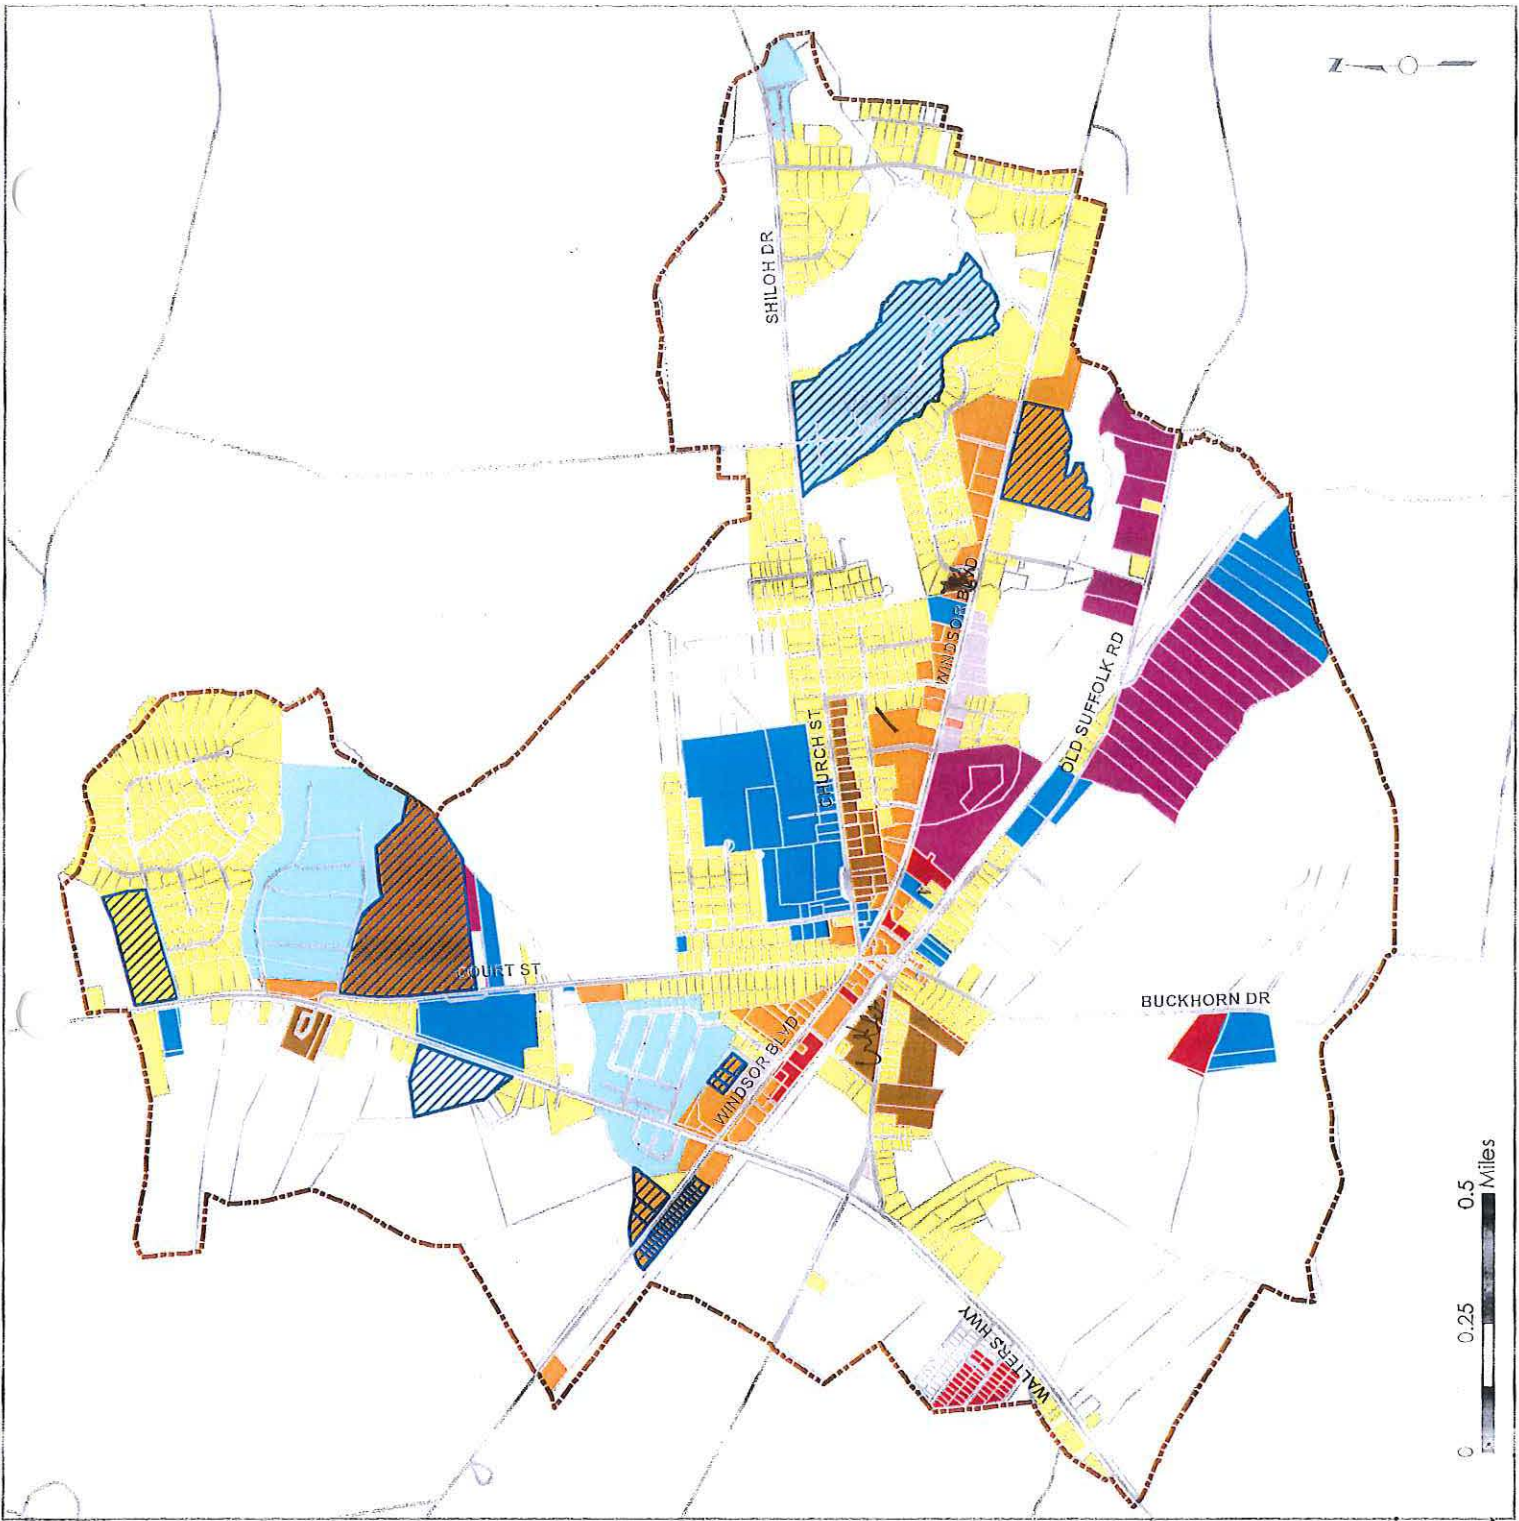 N
SHILOH DR
WINDSOR BLVD
CHURCH ST
OLD SUFFOLK RD
COURT ST
BUCKHORN DR
WINDSOR BLVD
WALTERS HWY
0 0.25 0.5
Miles